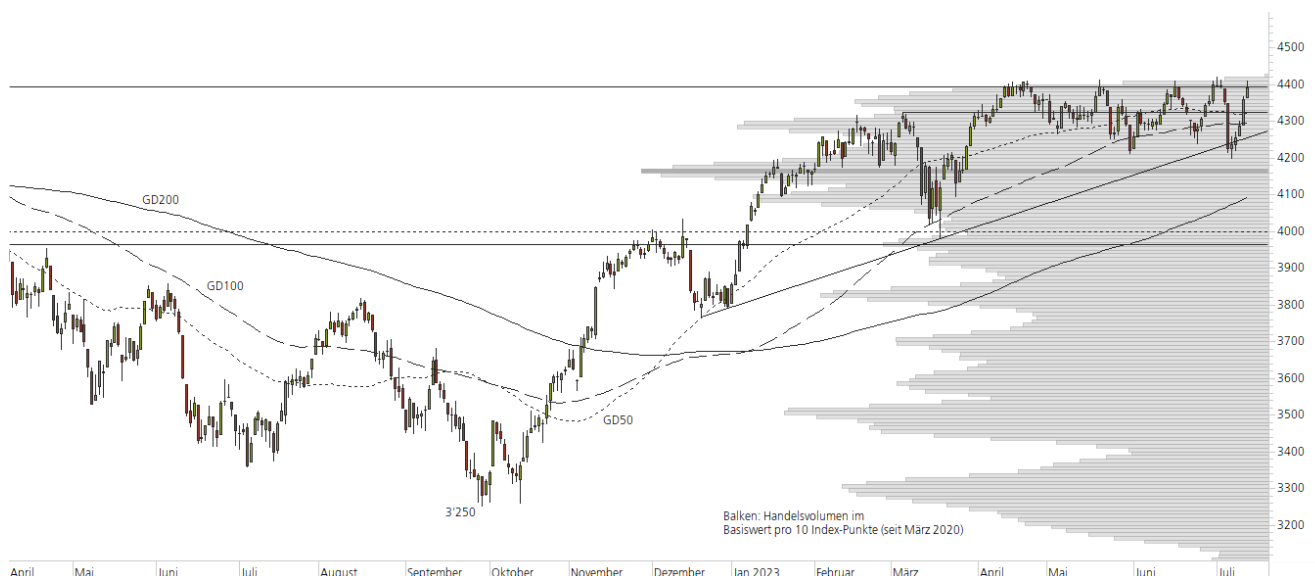 4500
4400
4300
4200
4100
4000
3900
3800
3700
3600
3500
3400
3300
3200
GD200
GD100
GD50
3'250
Balken: Handelsvolumen im
Basiswert pro 10 Index-Punkte (seit März 2020)
April Mai Juni Juli August September Oktober November Dezember Jan 2023 Februar März April Mai Juni Juli